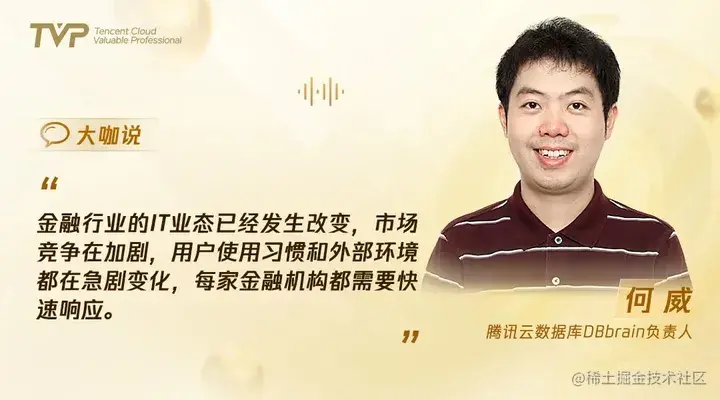 TVP Tencent Cloud
Valuable Professional
大咖说
“
金融行业的IT业态已经发生改变，市场
竞争在加剧，用户使用习惯和外部环境
都在急剧变化，每家金融机构都需要快
速响应。
”
何威
腾讯云数据库DBbrain负责人
@稀土掘金技术社区